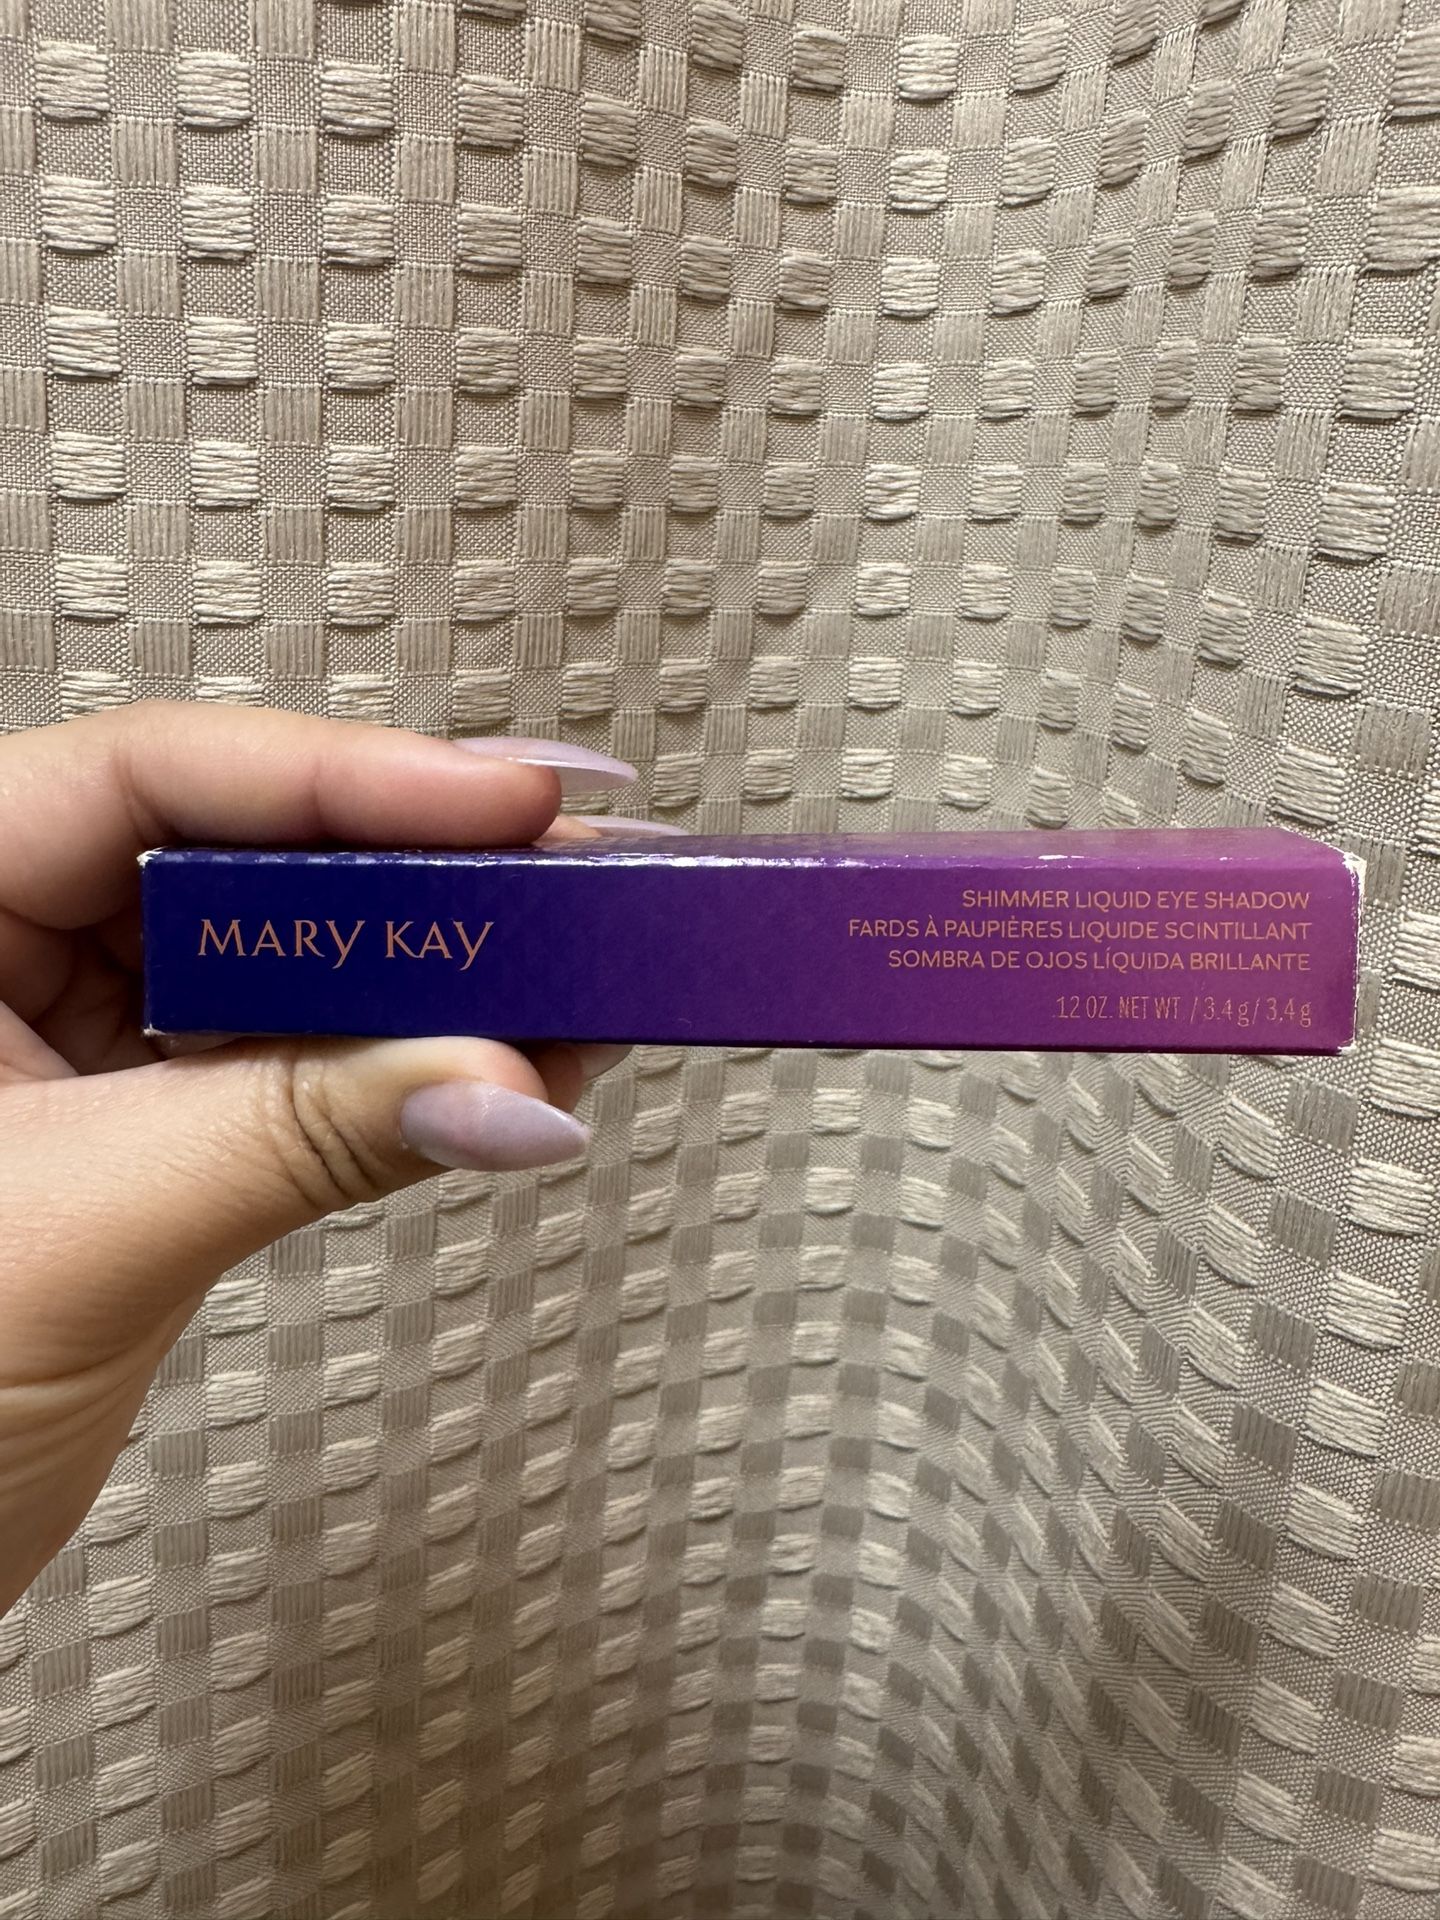 MARY KAY
SHIMMER LIQUID EYE SHADOW
FARDS À PAUPIÈRES LIQUIDE SCINTILLANT
SOMBRA DE OJOS LÍQUIDA BRILLANTE
.12 OZ. NET WT. / 3.4 g/ 3,4 g